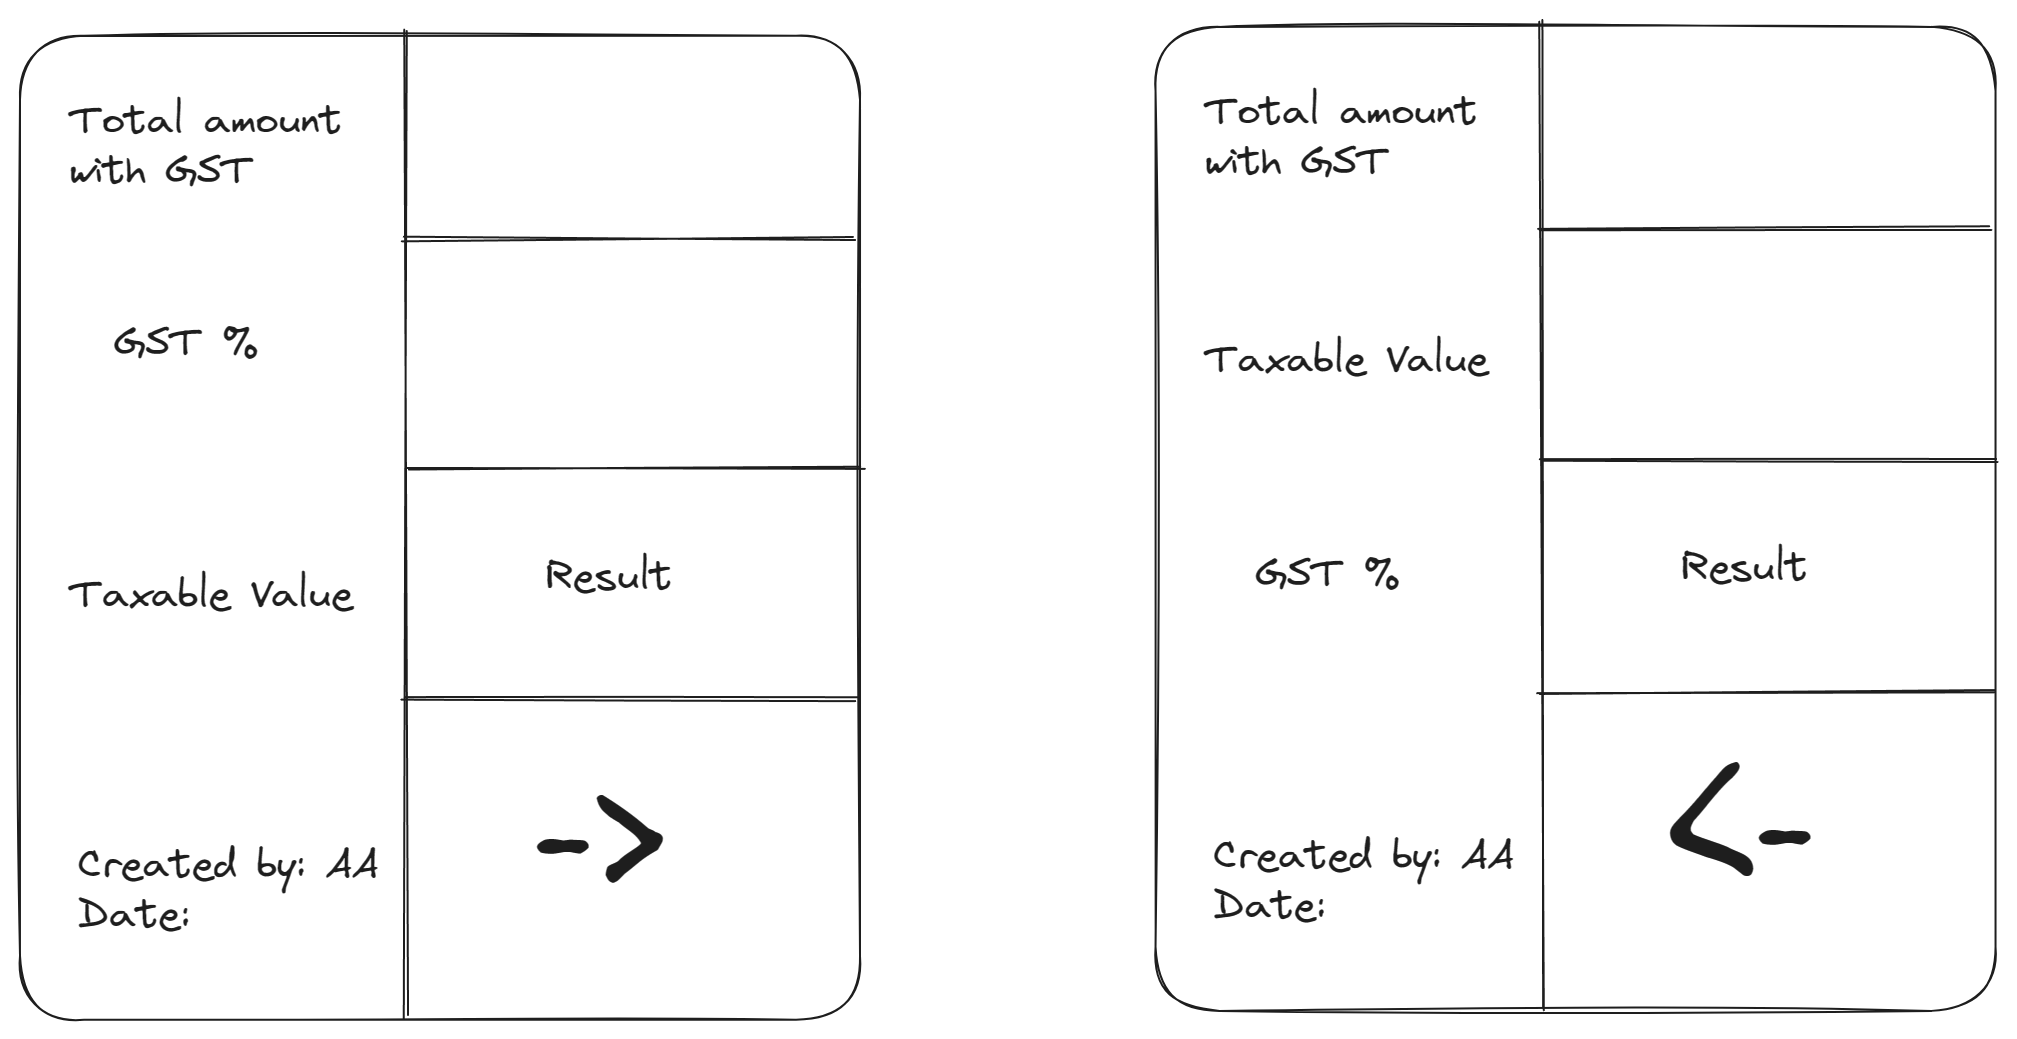 Total amount
with GST
GST %
Taxable Value
Result
Created by: AA
Date:
->
Total amount
with GST
Taxable Value
GST %
Result
Created by: AA
Date:
<-